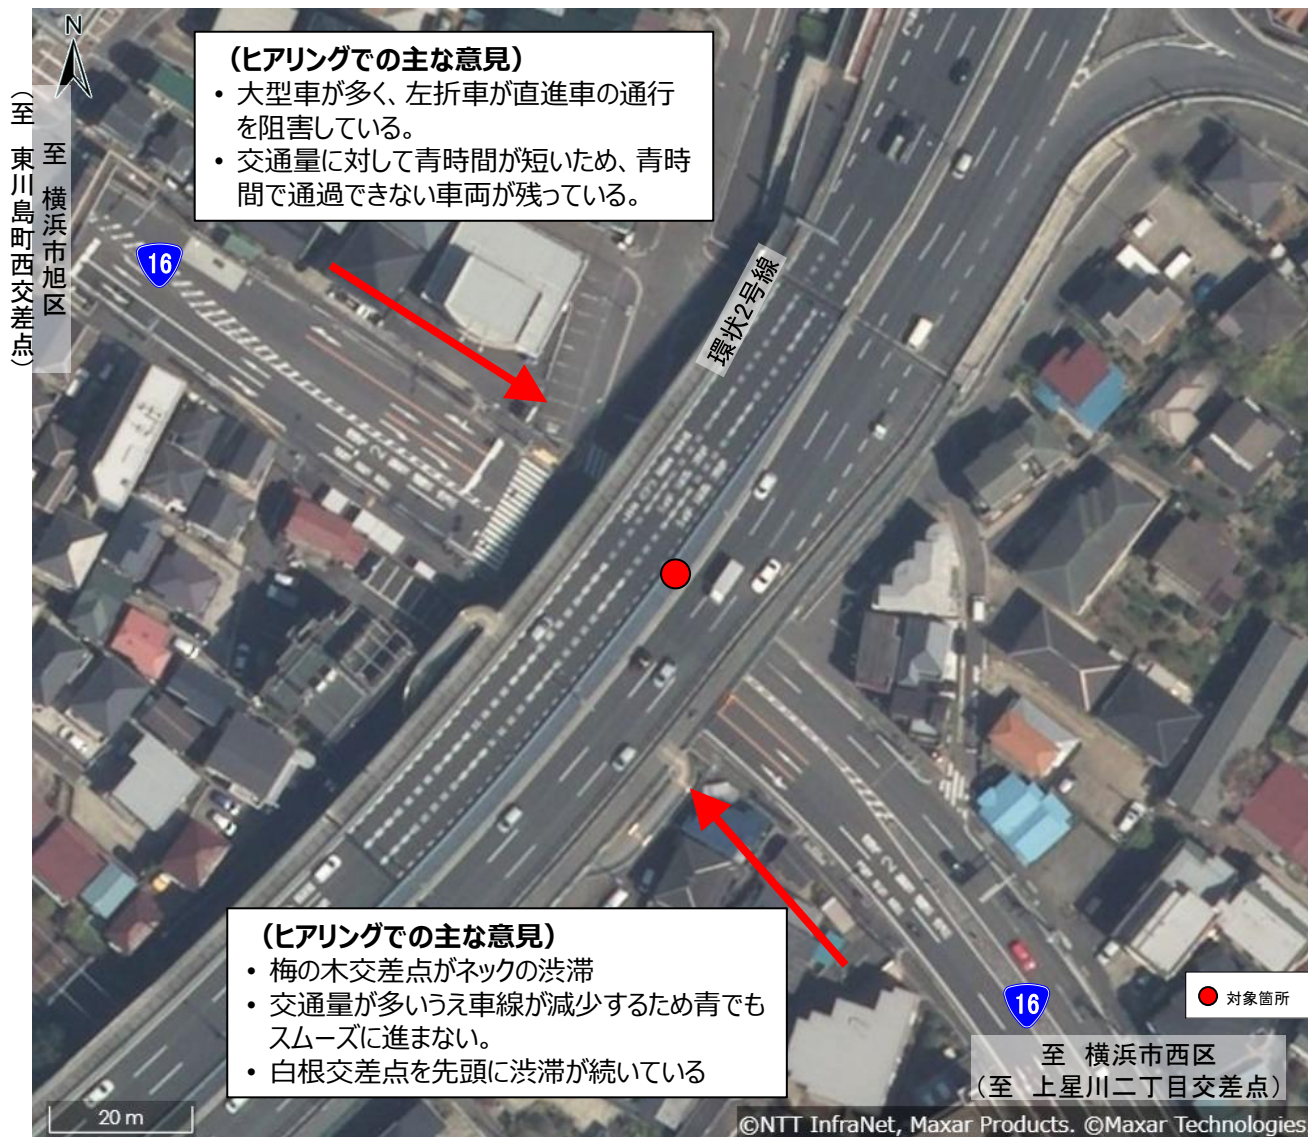 N
（ヒアリングでの主な意見）
• 大型車が多く、左折車が直進車の通行
を阻害している。
• 交通量に対して青時間が短いため、青時
間で通過できない車両が残っている。
至 横浜市旭区
（至 東川島町西交差点）
16
環状2号線
（ヒアリングでの主な意見）
• 梅の木交差点がネックの渋滞
• 交通量が多いうえ車線が減少するため青でも
スムーズに進まない。
• 白根交差点を先頭に渋滞が続いている
対象箇所
16
至 横浜市西区
（至 上星川二丁目交差点）
20 m
©NTT InfraNet, Maxar Products. ©Maxar Technologies